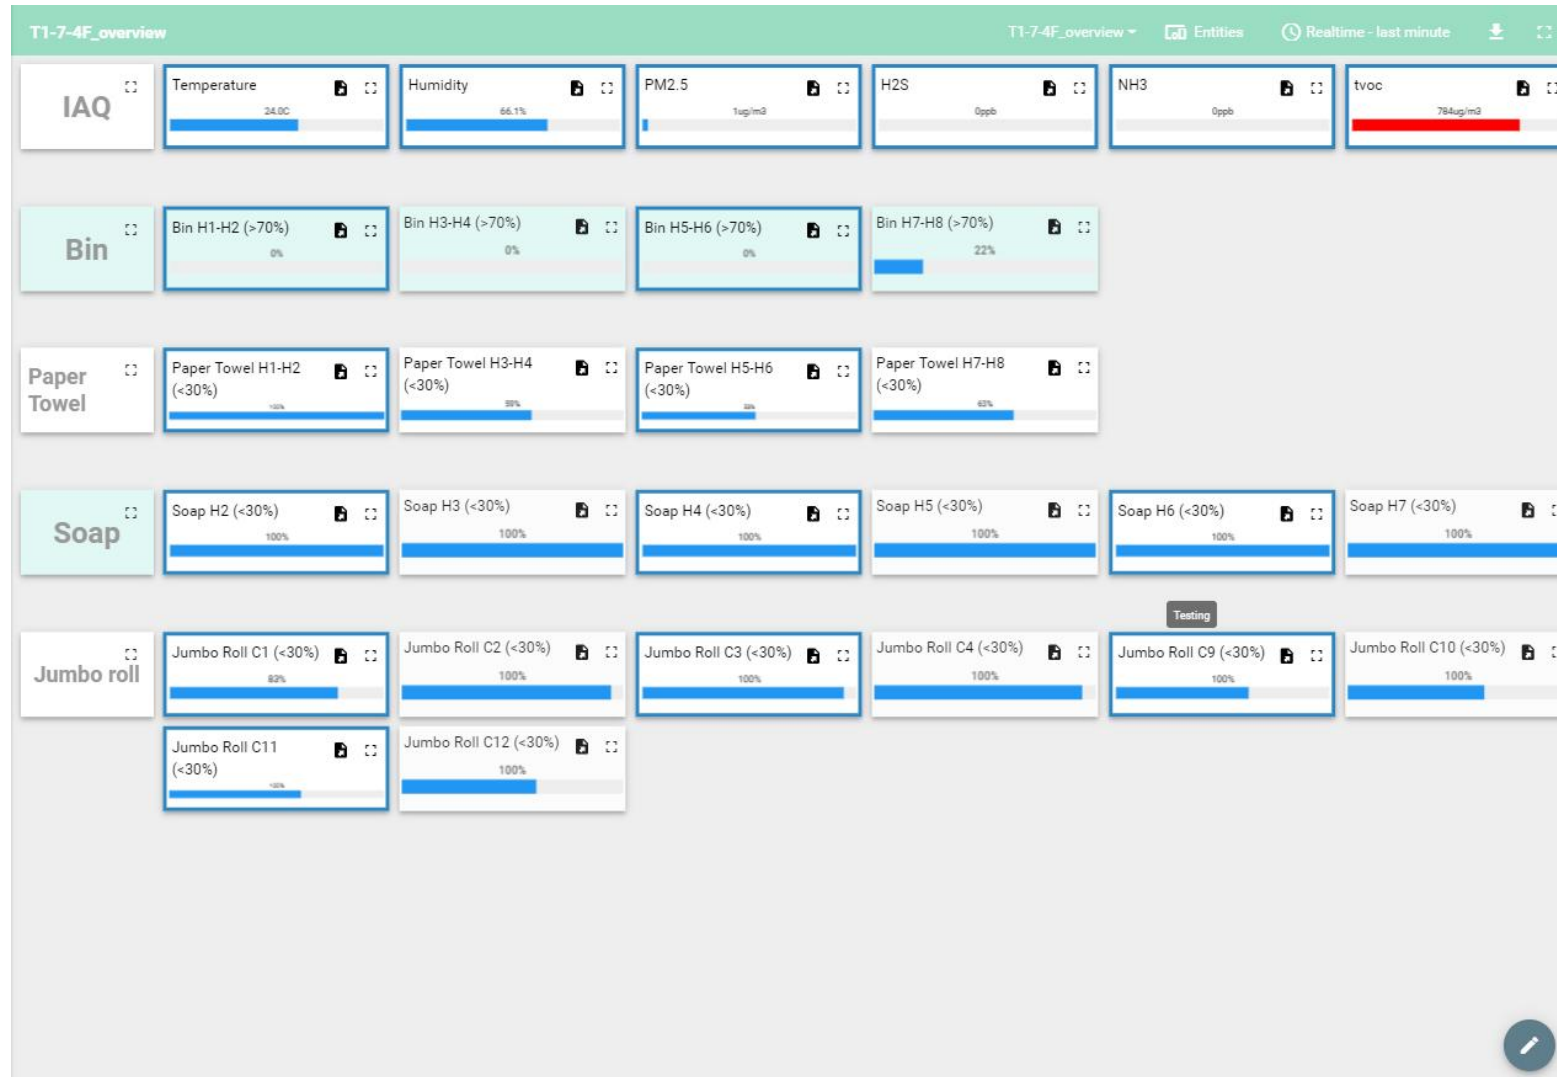 T1-7-4F_overview
T1-7-4F_overview Entities Realtime - last minute
IAQ
Temperature
24.0C
Humidity
66.1%
PM2.5
1ug/m3
H2S
0ppb
NH3
0ppb
tvoc
784ug/m3
Bin
Bin H1-H2 (>70%)
0%
Bin H3-H4 (>70%)
0%
Bin H5-H6 (>70%)
0%
Bin H7-H8 (>70%)
22%
Paper
Towel
Paper Towel H1-H2
(<30%)
100%
Paper Towel H3-H4
(<30%)
Paper Towel H5-H6
(<30%)
Paper Towel H7-H8
(<30%)
63%
Soap
Soap H2 (<30%)
100%
Soap H3 (<30%)
100%
Soap H4 (<30%)
100%
Soap H5 (<30%)
100%
Soap H6 (<30%)
100%
Soap H7 (<30%)
100%
Testing
Jumbo roll
Jumbo Roll C1 (<30%)
83%
Jumbo Roll C2 (<30%)
100%
Jumbo Roll C3 (<30%)
100%
Jumbo Roll C4 (<30%)
100%
Jumbo Roll C9 (<30%)
100%
Jumbo Roll C10 (<30%)
100%
Jumbo Roll C11
(<30%)
100%
Jumbo Roll C12 (<30%)
100%